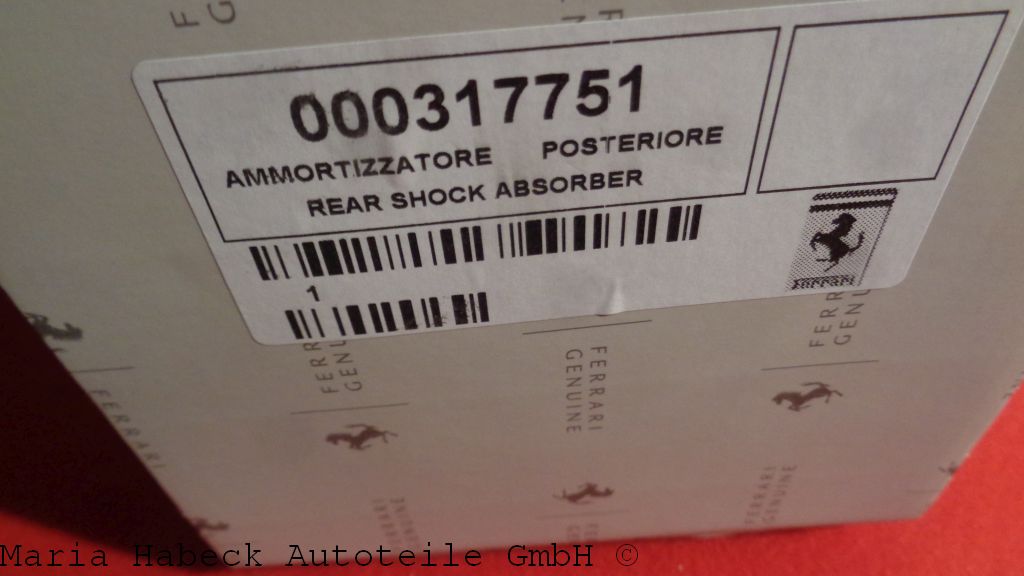 000317751
AMMORTIZZATORE POSTERIORE
REAR SHOCK ABSORBER
1
Ferrari
FERRARI
GENUINE
FERRARI
GENUINE
FERRARI
Maria Habeck Autoteile GmbH ©